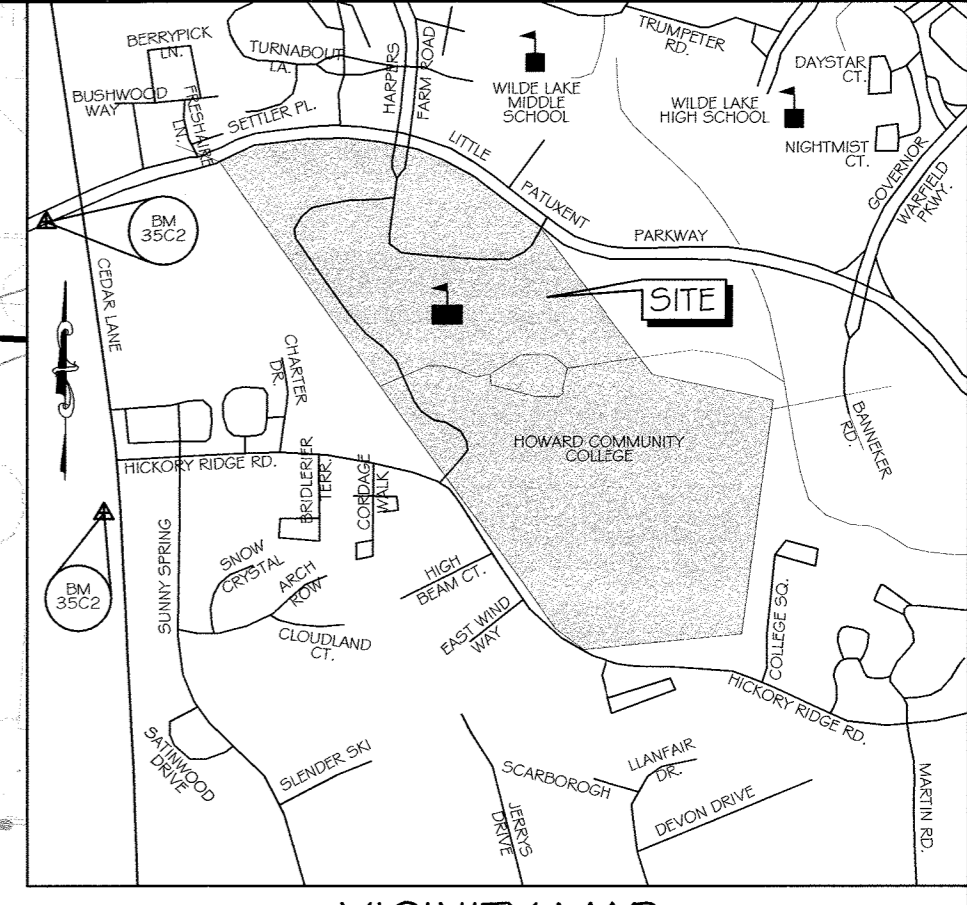 BERRYPICK
LN.
TURNABOUT
LA.
HARPERS
FARM ROAD
TRUMPETER
RD.
DAYSTAR
CT.
BUSHWOOD
WAY
FRESHAIRE
LN.
SETTLER PL.
WILDE LAKE
MIDDLE
SCHOOL
WILDE LAKE
HIGH SCHOOL
NIGHTMIST
CT.
LITTLE
PATUXENT
PARKWAY
GOVERNOR
WARFIELD
PKWY.
BM
35C2
CEDAR LANE
SITE
CHARTER
DR.
HOWARD COMMUNITY
COLLEGE
BANNEKER
RD.
HICKORY RIDGE RD.
BRIDLERIER
TERR.
CORDAGE
WALK
BM
35C2
SUNNY SPRING
SNOW
CRYSTAL
ARCH
ROW
CLOUDLAND
CT.
HIGH
BEAM CT.
EAST WIND
WAY
COLLEGE SQ.
HICKORY RIDGE RD.
SATINWOOD
DRIVE
SLENDER SKI
JERRYS
DRIVE
SCARBOROGH
LLANFAIR
DR.
DEVON DRIVE
MARTIN RD.
VICINITY MAP